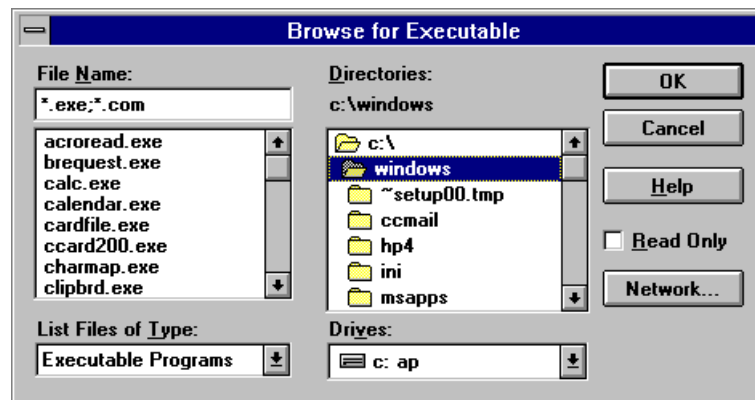 Browse for Executable
File Name:
*.exe;*.com
acroread.exe
brequest.exe
calc.exe
calendar.exe
cardfile.exe
ccard200.exe
charmap.exe
clipbrd.exe
List Files of Type:
Executable Programs
Directories:
c:\windows
c:\
windows
~setup00.tmp
ccmail
hp4
ini
msapps
Drives:
c: ap
OK
Cancel
Help
Read Only
Network...